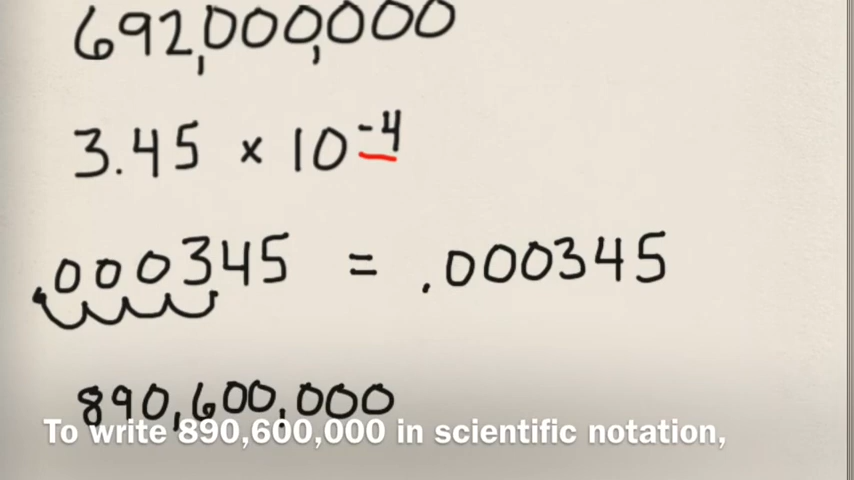 692,000,000
3.45 × 10⁻⁴
.000345 = .000345
890,600,000
To write 890,600,000 in scientific notation,